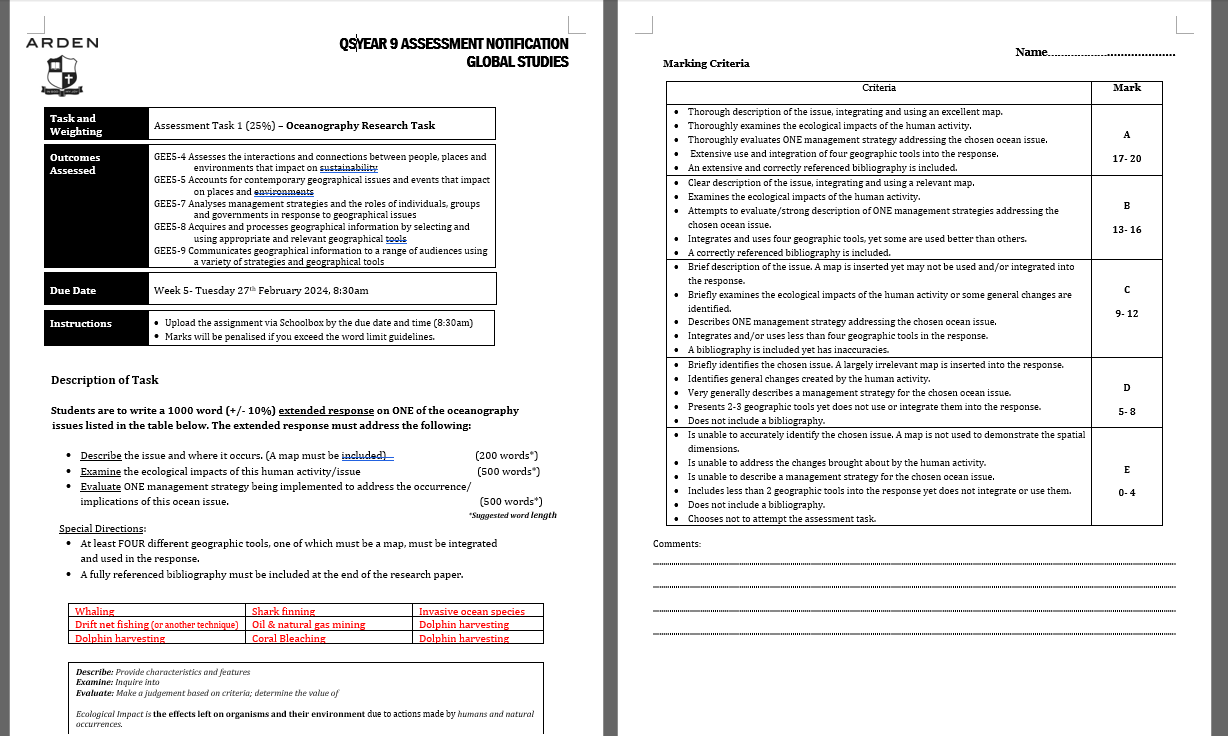 ARDEN
QSYEAR 9 ASSESSMENT NOTIFICATION
GLOBAL STUDIES
Task and
Weighting
Assessment Task 1 (25%) – Oceanography Research Task
Outcomes
Assessed
GEE5-4 Assesses the interactions and connections between people, places and
environments that impact on sustainability
GEE5-5 Accounts for contemporary geographical issues and events that impact
on places and environments
GEE5-7 Analyses management strategies and the roles of individuals, groups
and governments in response to geographical issues
GEE5-8 Acquires and processes geographical information by selecting and
using appropriate and relevant geographical tools
GEE5-9 Communicates geographical information to a range of audiences using
a variety of strategies and geographical tools
Due Date
Week 5- Tuesday 27th February 2024, 8:30am
Instructions
• Upload the assignment via Schoolbox by the due date and time (8:30am)
• Marks will be penalised if you exceed the word limit guidelines.
Description of Task
Students are to write a 1000 word (+/- 10%) extended response on ONE of the oceanography
issues listed in the table below. The extended response must address the following:
• Describe the issue and where it occurs. (A map must be included) (200 words*)
• Examine the ecological impacts of this human activity/issue (500 words*)
• Evaluate ONE management strategy being implemented to address the occurrence/
implications of this ocean issue. (500 words*)
*Suggested word length
Special Directions:
• At least FOUR different geographic tools, one of which must be a map, must be integrated
and used in the response.
• A fully referenced bibliography must be included at the end of the research paper.
Whaling Shark finning Invasive ocean species
Drift net fishing (or another technique) Oil & natural gas mining Dolphin harvesting
Dolphin harvesting Coral Bleaching Dolphin harvesting
Describe: Provide characteristics and features
Examine: Inquire into
Evaluate: Make a judgement based on criteria; determine the value of
Ecological Impact is the effects left on organisms and their environment due to actions made by humans and natural
occurrences.
Name.......................................
Marking Criteria
Criteria Mark
• Thorough description of the issue, integrating and using an excellent map.
• Thoroughly examines the ecological impacts of the human activity.
• Thoroughly evaluates ONE management strategy addressing the chosen ocean issue.
• Extensive use and integration of four geographic tools into the response.
• An extensive and correctly referenced bibliography is included.
A
17- 20
• Clear description of the issue, integrating and using a relevant map.
• Examines the ecological impacts of the human activity.
• Attempts to evaluate/strong description of ONE management strategies addressing the
chosen ocean issue.
• Integrates and uses four geographic tools, yet some are used better than others.
• A correctly referenced bibliography is included.
B
13- 16
• Brief description of the issue. A map is inserted yet may not be used and/or integrated into
the response.
• Briefly examines the ecological impacts of the human activity or some general changes are
identified.
• Describes ONE management strategy addressing the chosen ocean issue.
• Integrates and/or uses less than four geographic tools in the response.
• A bibliography is included yet has inaccuracies.
C
9- 12
• Briefly identifies the chosen issue. A largely irrelevant map is inserted into the response.
• Identifies general changes created by the human activity.
• Very generally describes a management strategy for the chosen ocean issue.
• Presents 2-3 geographic tools yet does not use or integrate them into the response.
• Does not include a bibliography.
D
5- 8
• Is unable to accurately identify the chosen issue. A map is not used to demonstrate the spatial
dimensions.
• Is unable to address the changes brought about by the human activity.
• Is unable to describe a management strategy for the chosen ocean issue.
• Includes less than 2 geographic tools into the response yet does not integrate or use them.
• Does not include a bibliography.
• Chooses not to attempt the assessment task.
E
0- 4
Comments: